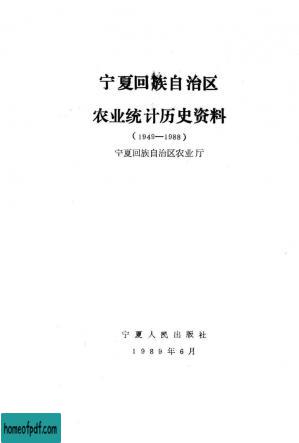 宁夏回族自治区
农业统计历史资料
(1949—1988)
宁夏回族自治区农业厅
宁夏人民出版社
1989年6月
homeofpdf.com